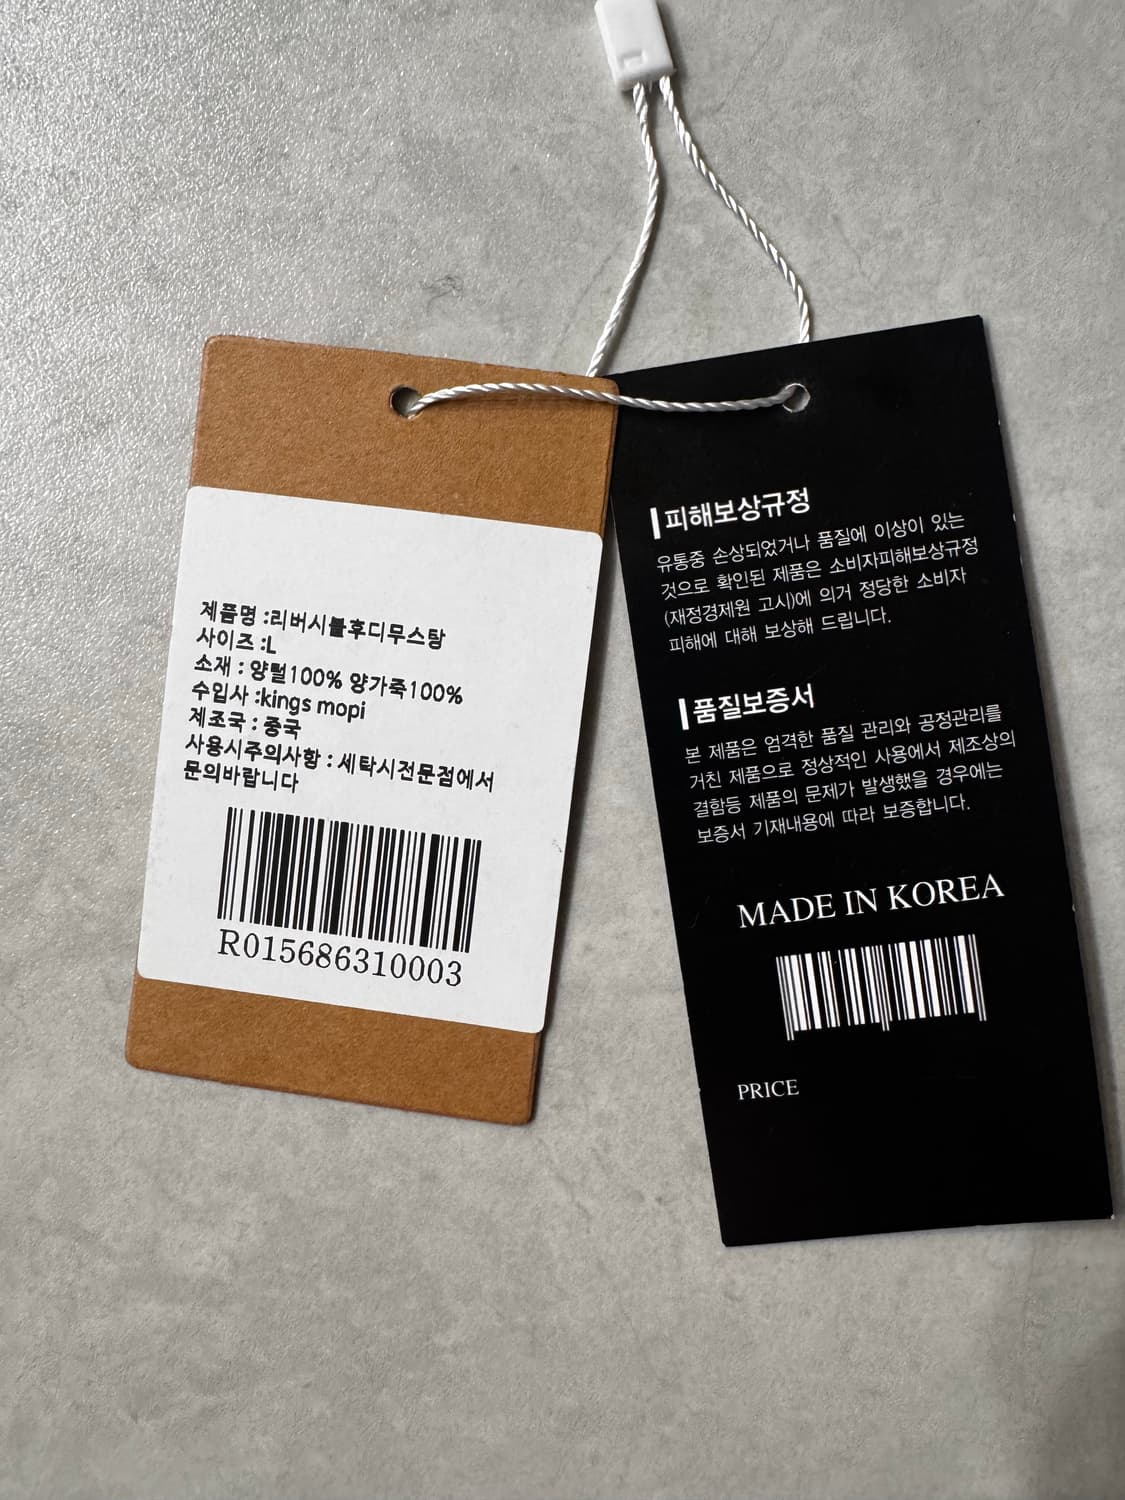 제품명 :리버시블후디무스탕
사이즈 :L
소재 : 양털100% 양가죽100%
수입사 :kings mopi
제조국 : 중국
사용시주의사항 : 세탁시전문점에서
문의바랍니다
R015686310003
피해보상규정
유통중 손상되었거나 품질에 이상이 있는
것으로 확인된 제품은 소비자피해보상규정
(재정경제원 고시)에 의거 정당한 소비자
피해에 대해 보상해 드립니다.
품질보증서
본 제품은 엄격한 품질 관리와 공정관리를
거친 제품으로 정상적인 사용에서 제조상의
결함등 제품의 문제가 발생했을 경우에는
보증서 기재내용에 따라 보증합니다.
MADE IN KOREA
PRICE